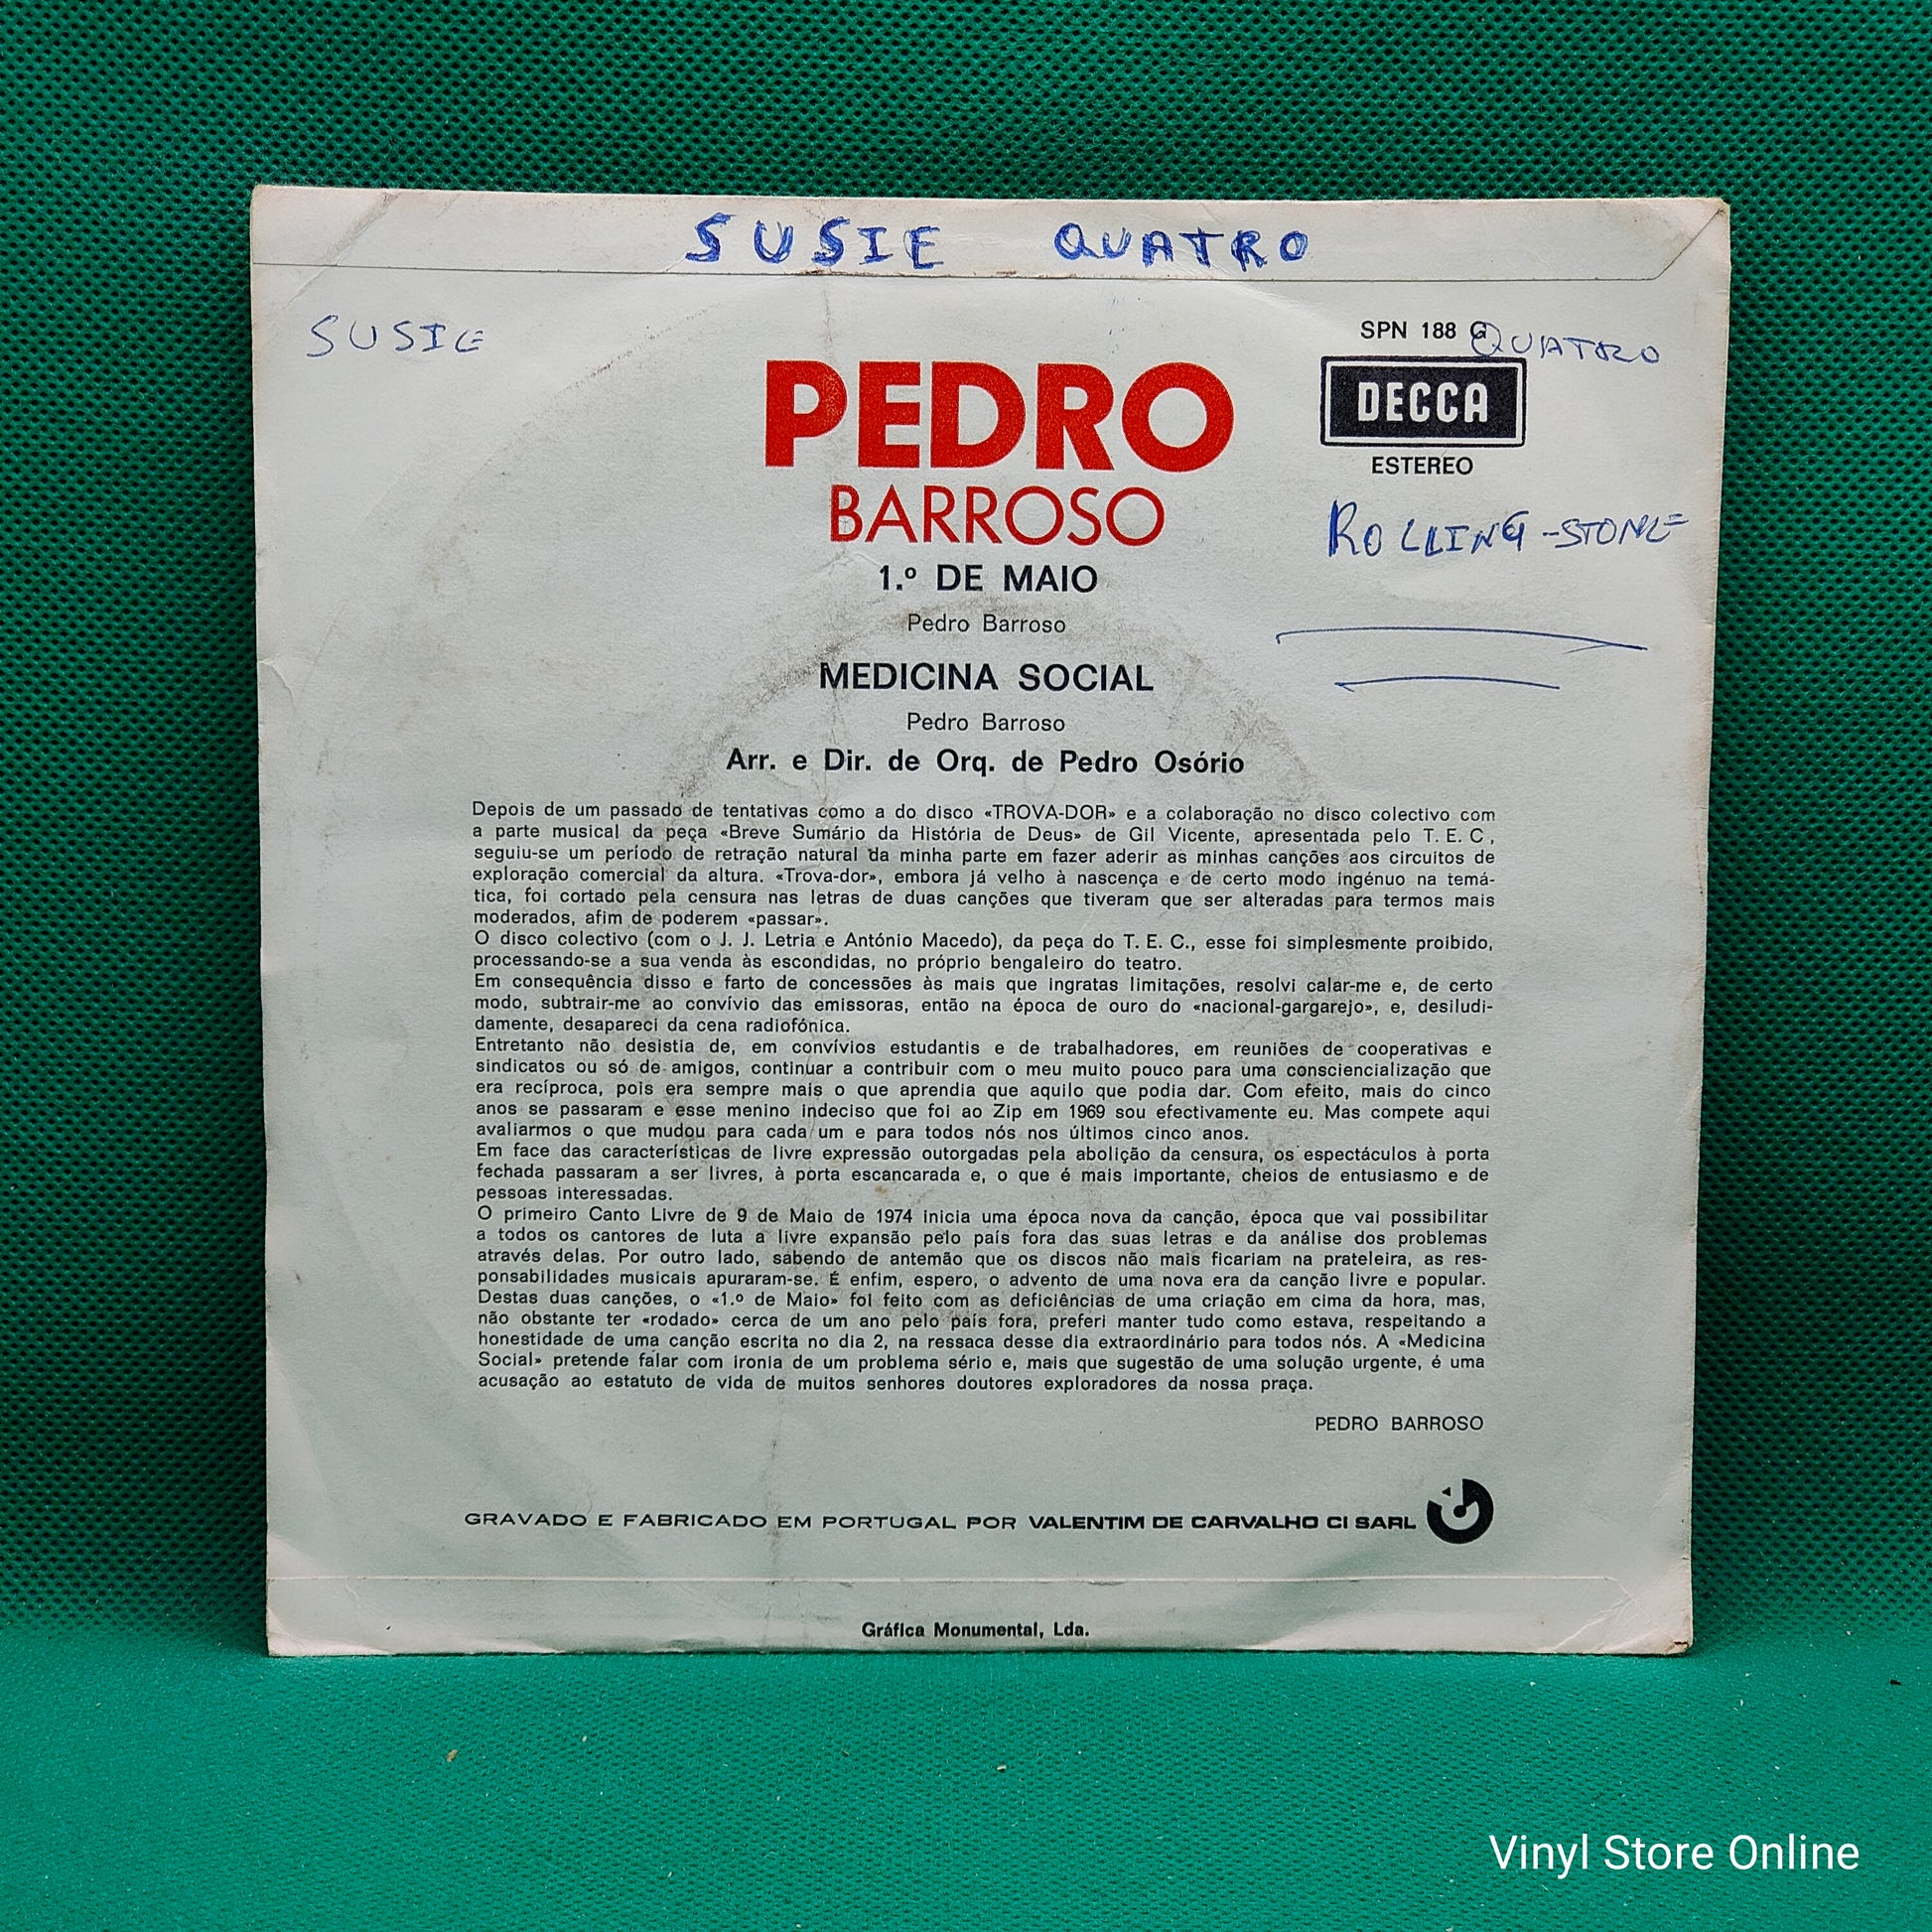 SUSIE QUATRO
SUSIE
SPN 188 G
QUATRO
DECCA
ESTEREO
PEDRO
BARROSO
ROLLING-STONE
1.º DE MAIO
Pedro Barroso
MEDICINA SOCIAL
Pedro Barroso
Arr. e Dir. de Orq. de Pedro Osório
Depois de um passado de tentativas como a do disco «TROVA-DOR» e a colaboração no disco colectivo com
a parte musical da peça «Breve Sumário da História de Deus» de Gil Vicente, apresentada pelo T. E. C,
seguiu-se um período de retração natural da minha parte em fazer aderir as minhas canções aos circuitos de
exploração comercial da altura. «Trova-dor», embora já velho à nascença e de certo modo ingénuo na temá-
tica, foi cortado pela censura nas letras de duas canções que tiveram que ser alteradas para termos mais
moderados, afim de poderem «passar».
O disco colectivo (com o J. J. Letria e António Macedo), da peça do T. E. C., esse foi simplesmente proibido,
processando-se a sua venda às escondidas, no próprio bengaleiro do teatro.
Em consequência disso e farto de concessões às mais que ingratas limitações, resolvi calar-me e, de certo
modo, subtrair-me ao convívio das emissoras, então na época de ouro do «nacional-gargarejo», e, desiludi-
damente, desapareci da cena radiofónica.
Entretanto não desistia de, em convívios estudantis e de trabalhadores, em reuniões de cooperativas e
sindicatos ou só de amigos, continuar a contribuir com o meu muito pouco para uma consciencialização que
era recíproca, pois era sempre mais o que aprendia que aquilo que podia dar. Com efeito, mais do cinco
anos se passaram e esse menino indeciso que foi ao Zip em 1969 sou efectivamente eu. Mas compete aqui
avaliarmos o que mudou para cada um e para todos nós nos últimos cinco anos.
Em face das características de livre expressão outorgadas pela abolição da censura, os espectáculos à porta
fechada passaram a ser livres, à porta escancarada e, o que é mais importante, cheios de entusiasmo e de
pessoas interessadas.
O primeiro Canto Livre de 9 de Maio de 1974 inicia uma época nova da canção, época que vai possibilitar
a todos os cantores de luta a livre expansão pelo país fora das suas letras e da análise dos problemas
através delas. Por outro lado, sabendo de antemão que os discos não mais ficariam na prateleira, as res-
ponsabilidades musicais apuraram-se. É enfim, espero, o advento de uma nova era da canção livre e popular.
Destas duas canções, o «1.º de Maio» foi feito com as deficiências de uma criação em cima da hora, mas,
não obstante ter «rodado» cerca de um ano pelo país fora, preferi manter tudo como estava, respeitando a
honestidade de uma canção escrita no dia 2, na ressaca desse dia extraordinário para todos nós. A «Medicina
Social» pretende falar com ironia de um problema sério e, mais que sugestão de uma solução urgente, é uma
acusação ao estatuto de vida de muitos senhores doutores exploradores da nossa praça.
PEDRO BARROSO
GRAVADO E FABRICADO EM PORTUGAL POR VALENTIM DE CARVALHO CI SARL
Gráfica Monumental, Lda.
Vinyl Store Online